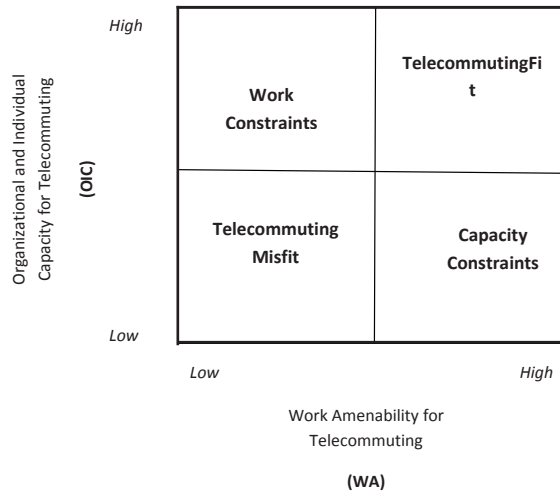 High
TelecommutingFi
t
Work
Constraints
Organizational and Individual
Capacity for Telecommuting
(OIC)
Telecommuting
Misfit
Capacity
Constraints
Low
Low
High
Work Amenability for
Telecommuting
(WA)